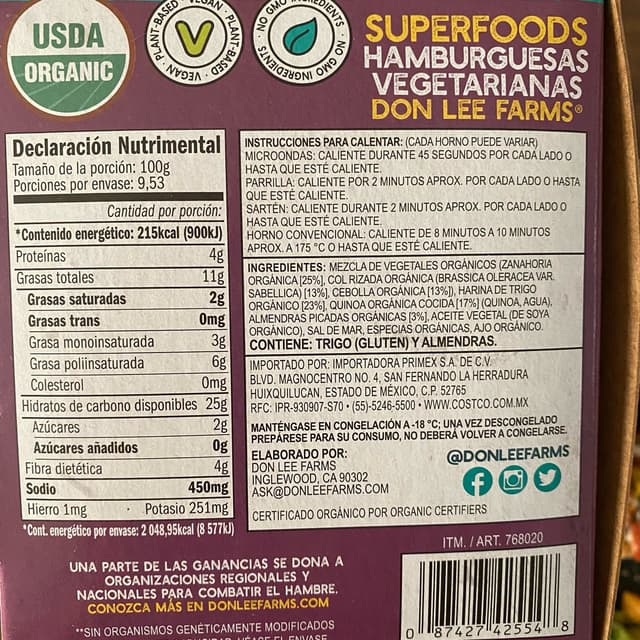 USDA
ORGANIC
VEGAN · PLANT-BASED · VEGAN · PLANT-BASED
NO GMO INGREDIENTS · NO GMO INGREDIENTS
SUPERFOODS
HAMBURGUESAS
VEGETARIANAS
DON LEE FARMS®
Declaración Nutrimental
Tamaño de la porción: 100g
Porciones por envase: 9,53
Cantidad por porción:
*Contenido energético: 215kcal (900kJ)
Proteínas 4g
Grasas totales 11g
Grasas saturadas 2g
Grasas trans 0mg
Grasa monoinsaturada 3g
Grasa poliinsaturada 6g
Colesterol 0mg
Hidratos de carbono disponibles 25g
Azúcares 2g
Azúcares añadidos 0g
Fibra dietética 4g
Sodio 450mg
Hierro 1mg · Potasio 251mg
*Cont. energético por envase: 2 048,95kcal (8 577kJ)
INSTRUCCIONES PARA CALENTAR: (CADA HORNO PUEDE VARIAR)
MICROONDAS: CALIENTE DURANTE 45 SEGUNDOS POR CADA LADO O
HASTA QUE ESTÉ CALIENTE.
PARRILLA: CALIENTE POR 2 MINUTOS APROX. POR CADA LADO O HASTA
QUE ESTÉ CALIENTE.
SARTÉN: CALIENTE DURANTE 2 MINUTOS APROX. POR CADA LADO O
HASTA QUE ESTÉ CALIENTE.
HORNO CONVENCIONAL: CALIENTE DE 8 MINUTOS A 10 MINUTOS
APROX. A 175 °C O HASTA QUE ESTÉ CALIENTE.
INGREDIENTES: MEZCLA DE VEGETALES ORGÁNICOS (ZANAHORIA
ORGÁNICA [25%], COL RIZADA ORGÁNICA (BRASSICA OLERACEA VAR.
SABELLICA) [13%], CEBOLLA ORGÁNICA [13%]), HARINA DE TRIGO
ORGÁNICO [23%], QUINOA ORGÁNICA COCIDA [17%] (QUINOA, AGUA),
ALMENDRAS PICADAS ORGÁNICAS [3%], ACEITE VEGETAL (DE SOYA
ORGÁNICO), SAL DE MAR, ESPECIAS ORGÁNICAS, AJO ORGÁNICO.
CONTIENE: TRIGO (GLUTEN) Y ALMENDRAS.
IMPORTADO POR: IMPORTADORA PRIMEX S.A. DE C.V.
BLVD. MAGNOCENTRO NO. 4, SAN FERNANDO LA HERRADURA
HUIXQUILUCAN, ESTADO DE MÉXICO, C.P. 52765
RFC: IPR-930907-S70 • (55)-5246-5500 • WWW.COSTCO.COM.MX
MANTÉNGASE EN CONGELACIÓN A -18 °C; UNA VEZ DESCONGELADO
PREPÁRESE PARA SU CONSUMO, NO DEBERÁ VOLVER A CONGELARSE.
ELABORADO POR:
DON LEE FARMS
INGLEWOOD, CA 90302
ASK@DONLEEFARMS.COM
@DONLEEFARMS
CERTIFICADO ORGÁNICO POR ORGANIC CERTIFIERS
ITM. / ART. 768020
0 87427 42554 8
UNA PARTE DE LAS GANANCIAS SE DONA A
ORGANIZACIONES REGIONALES Y
NACIONALES PARA COMBATIR EL HAMBRE.
CONOZCA MÁS EN DONLEEFARMS.COM
**SIN ORGANISMOS GENÉTICAMENTE MODIFICADOS